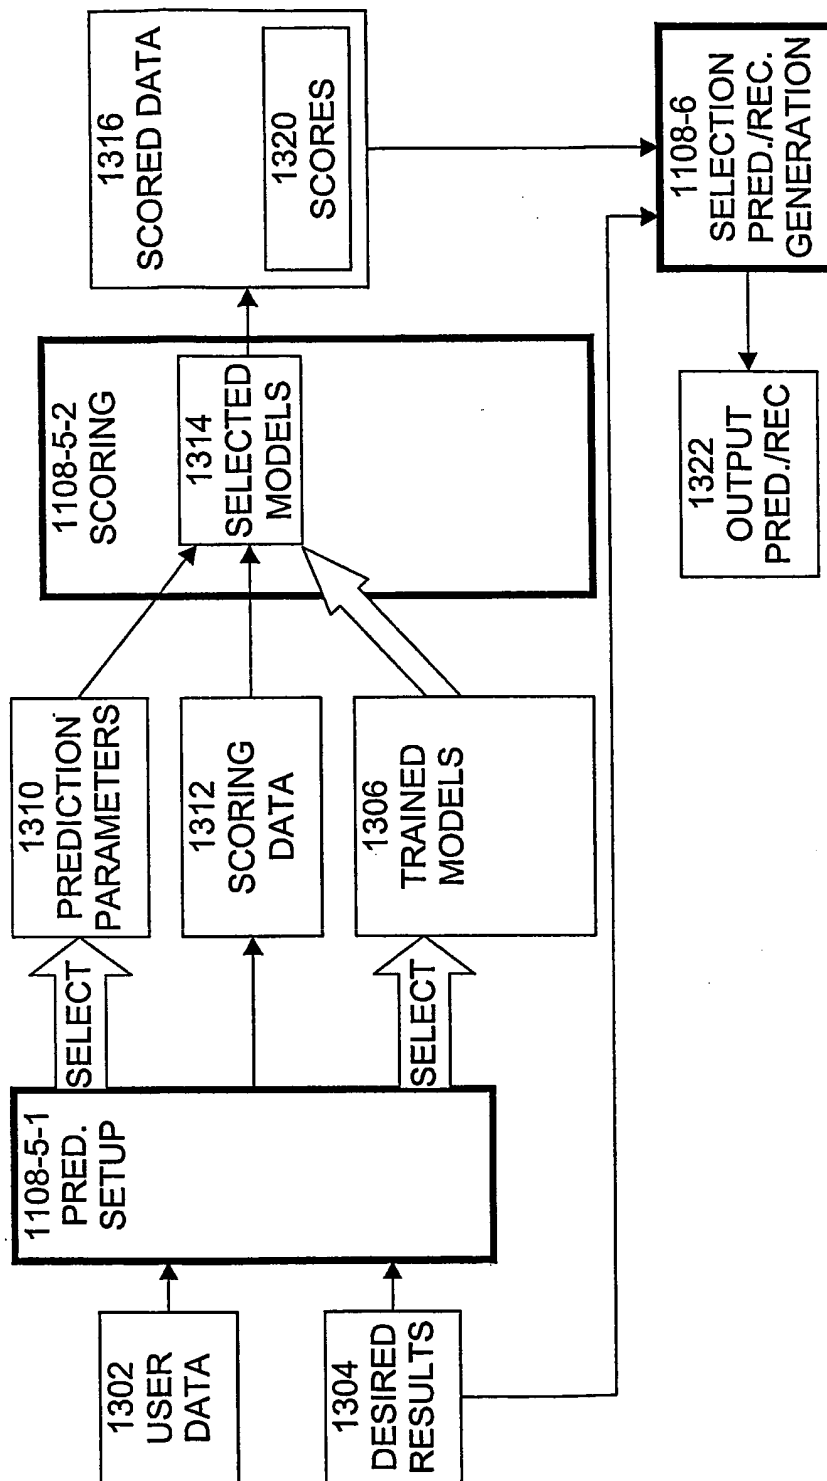 1302
USER
DATA
1304
DESIRED
RESULTS
1108-5-1
PRED.
SETUP
SELECT
SELECT
1310
PREDICTION
PARAMETERS
1312
SCORING
DATA
1306
TRAINED
MODELS
1108-5-2
SCORING
1314
SELECTED
MODELS
1316
SCORED DATA
1320
SCORES
1108-6
SELECTION
PRED./REC.
GENERATION
1322
OUTPUT
PRED./REC